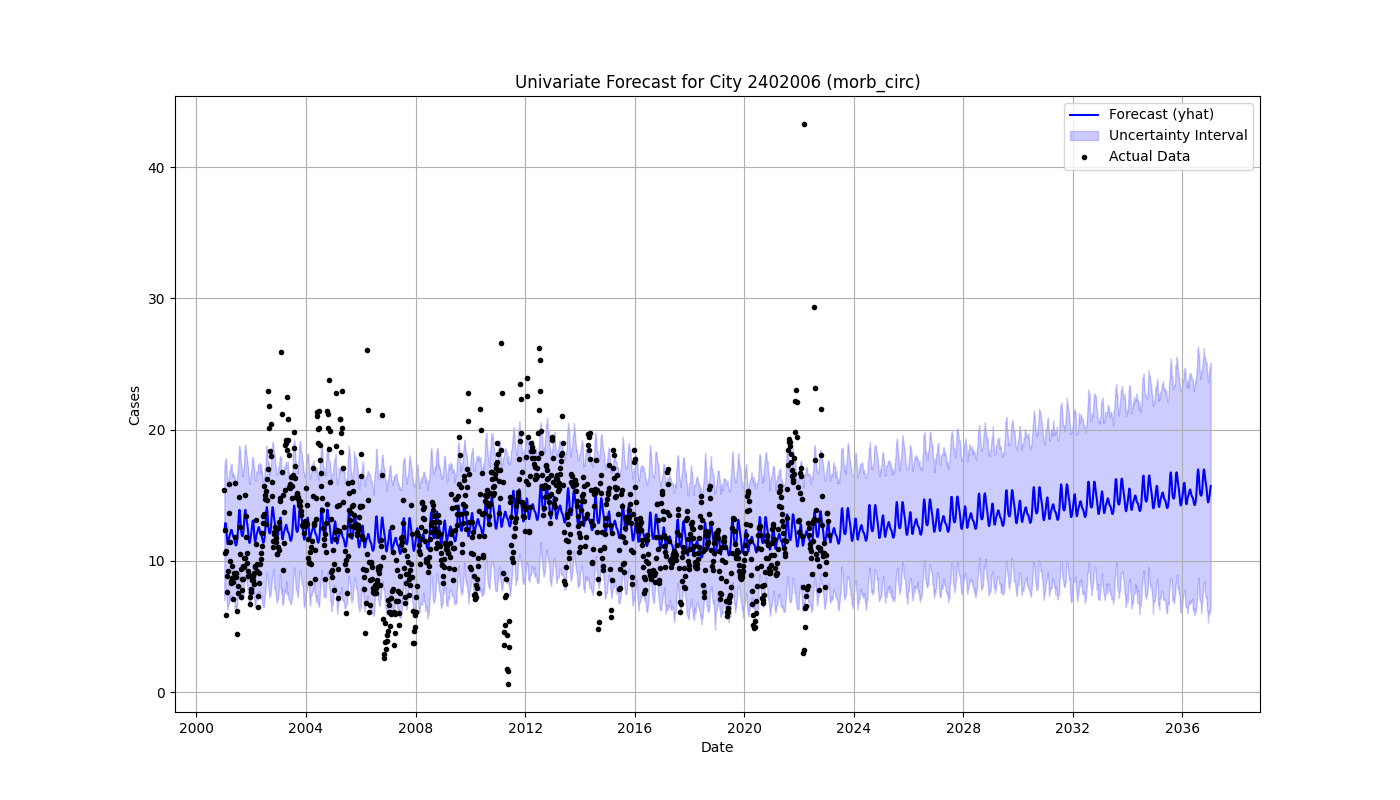 Univariate Forecast for City 2402006 (morb_circ)
Forecast (yhat)
Uncertainty Interval
Actual Data
Cases
40
30
20
10
0
2000 2004 2008 2012 2016 2020 2024 2028 2032 2036
Date